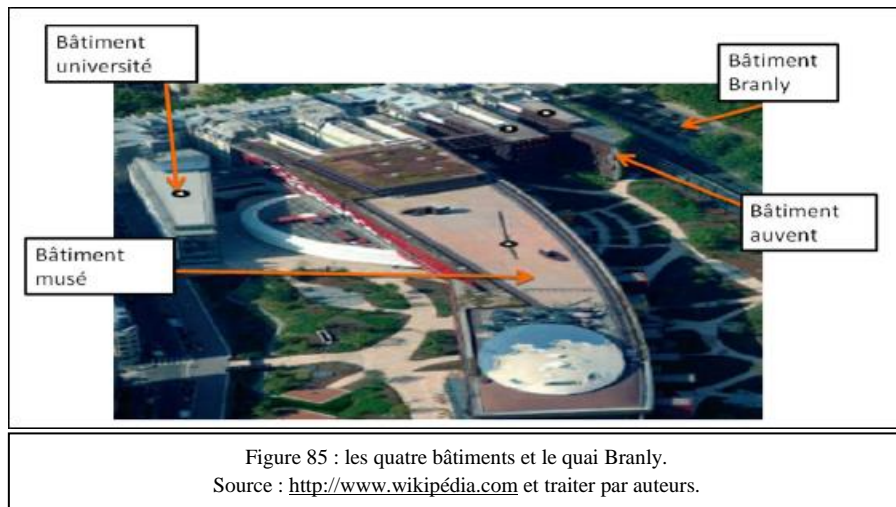 Bâtiment
université
Bâtiment
Branly
Bâtiment
auvent
Bâtiment
musé
Figure 85 : les quatre bâtiments et le quai Branly.
Source : http://www.wikipédia.com et traiter par auteurs.